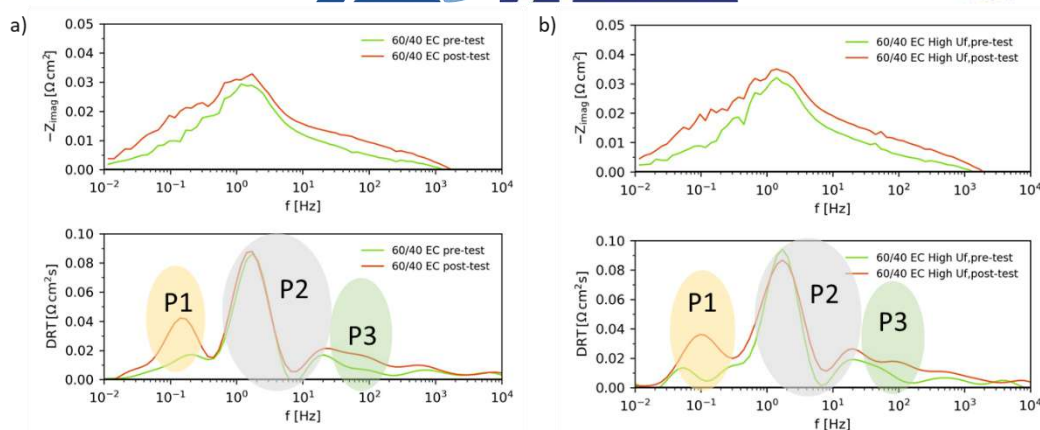 a)
0.05
0.04
0.03
0.02
0.01
0.00
−Z_imag [Ω cm²]
60/40 EC pre-test
60/40 EC post-test
10⁻² 10⁻¹ 10⁰ 10¹ 10² 10³ 10⁴
f [Hz]
b)
0.05
0.04
0.03
0.02
0.01
0.00
−Z_imag [Ω cm²]
60/40 EC High Uf,pre-test
60/40 EC High Uf,post-test
10⁻² 10⁻¹ 10⁰ 10¹ 10² 10³ 10⁴
f [Hz]
0.10
0.08
0.06
0.04
0.02
0.00
DRT[Ω cm²s]
60/40 EC pre-test
60/40 EC post-test
P1
P2
P3
10⁻² 10⁻¹ 10⁰ 10¹ 10² 10³ 10⁴
f [Hz]
0.10
0.08
0.06
0.04
0.02
0.00
DRT[Ω cm²s]
60/40 EC High Uf,pre-test
60/40 EC High Uf,post-test
P1
P2
P3
10⁻² 10⁻¹ 10⁰ 10¹ 10² 10³ 10⁴
f [Hz]